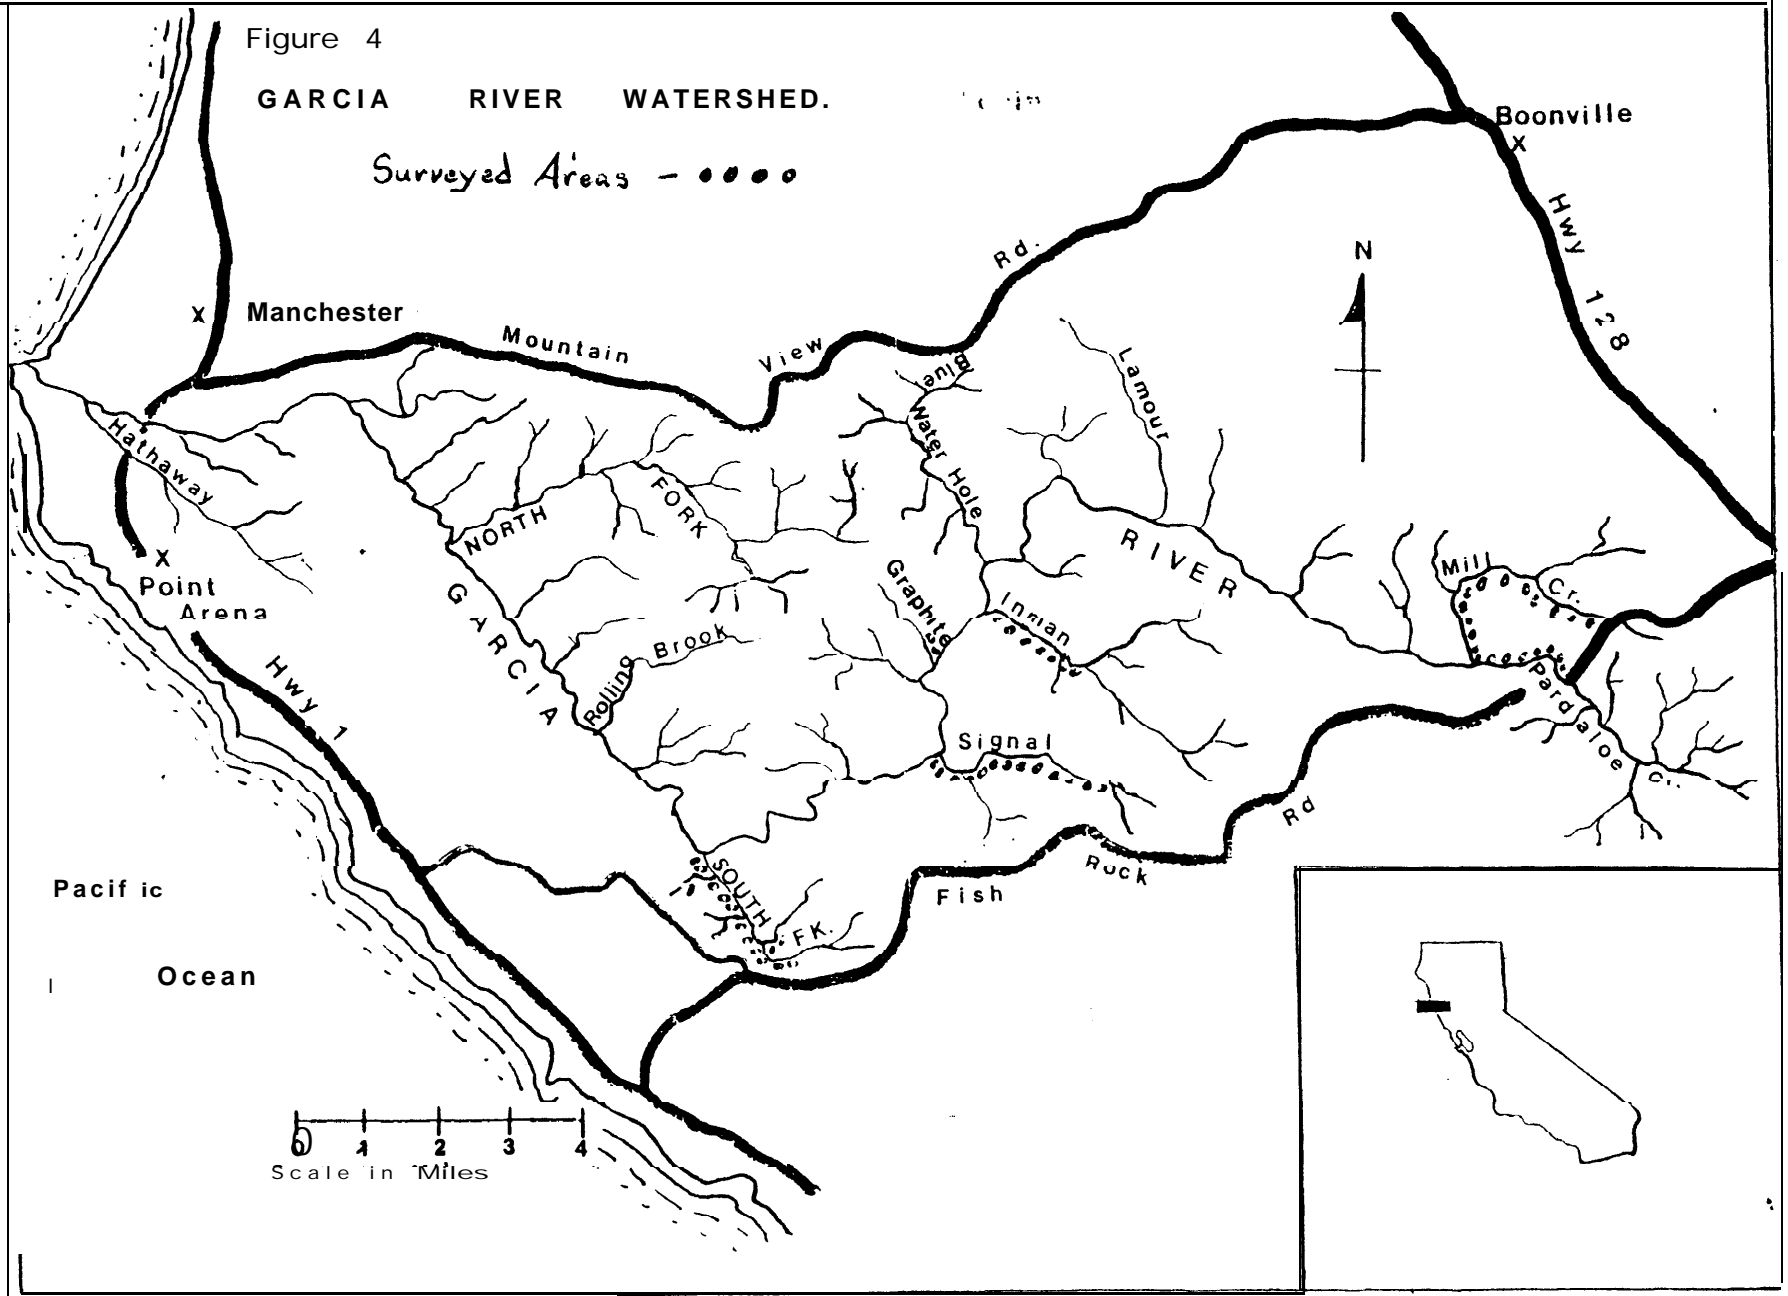 Figure 4
GARCIA RIVER WATERSHED.
Surveyed Areas -
Boonville
Hwy 128
N
Manchester
Mountain View Rd.
Blue
Water Hole
Lamour
Hathaway
NORTH
FORK
RIVER
Mill
Cr.
Point
Arena
Graphite
Inman
GARCIA
Rolling Brook
Pardaloe
Cr.
Hwy 1
Signal
Rd
Rock
Fish
SOUTH
FK.
Pacific
Ocean
0 1 2 3 4
Scale in Miles